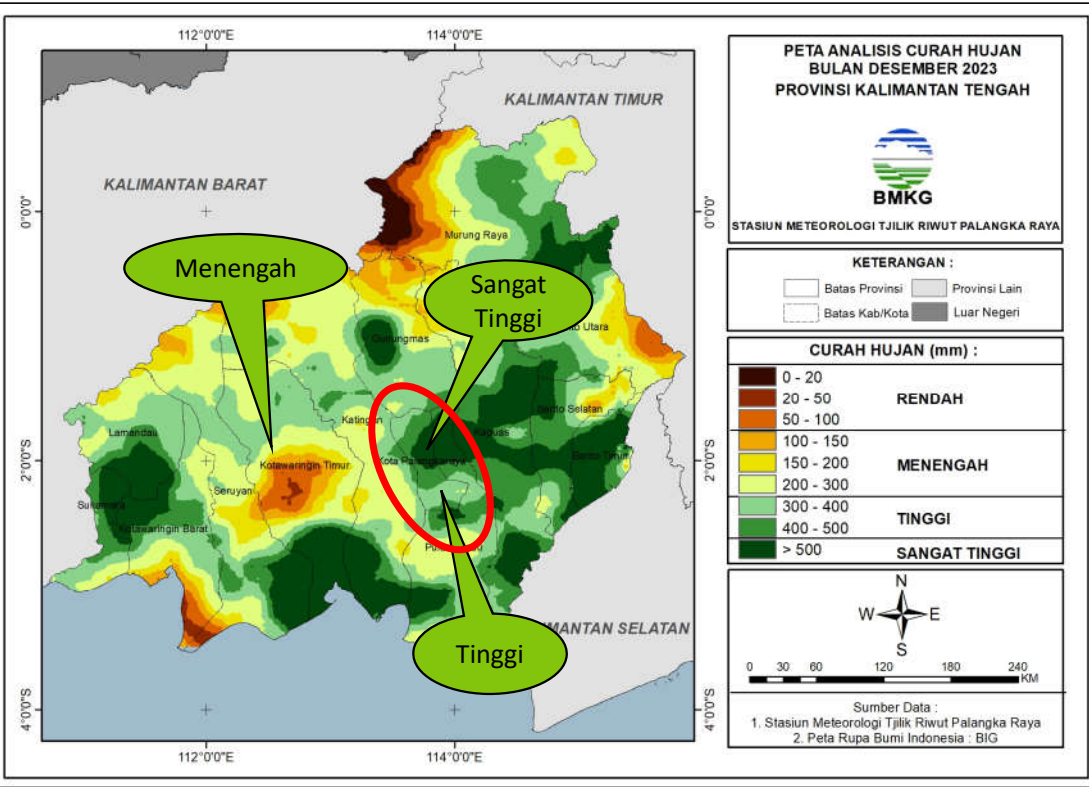 112°0'0"E
114°0'0"E
KALIMANTAN TIMUR
KALIMANTAN BARAT
0°0'0"
0°0'0"
Murung Raya
Menengah
Sangat
Tinggi
Utara
Gunungmas
Barito Selatan
Katingan
Lamandau
Kapuas
Kota Palangkaraya
Barito Timur
Kotawaringin Timur
2°0'0"S
2°0'0"S
Seruyan
Sukamara
Kotawaringin Barat
MANTAN SELATAN
Tinggi
4°0'0"S
4°0'0"S
112°0'0"E
114°0'0"E
PETA ANALISIS CURAH HUJAN
BULAN DESEMBER 2023
PROVINSI KALIMANTAN TENGAH
BMKG
STASIUN METEOROLOGI TJILIK RIWUT PALANGKA RAYA
KETERANGAN :
Batas Provinsi Provinsi Lain
Batas Kab/Kota Luar Negeri
CURAH HUJAN (mm) :
0 - 20
20 - 50 RENDAH
50 - 100
100 - 150
150 - 200 MENENGAH
200 - 300
300 - 400
TINGGI
400 - 500
> 500 SANGAT TINGGI
N
W E
S
0 30 60 120 180 240
KM
Sumber Data :
1. Stasiun Meteorologi Tjilik Riwut Palangka Raya
2. Peta Rupa Bumi Indonesia : BIG